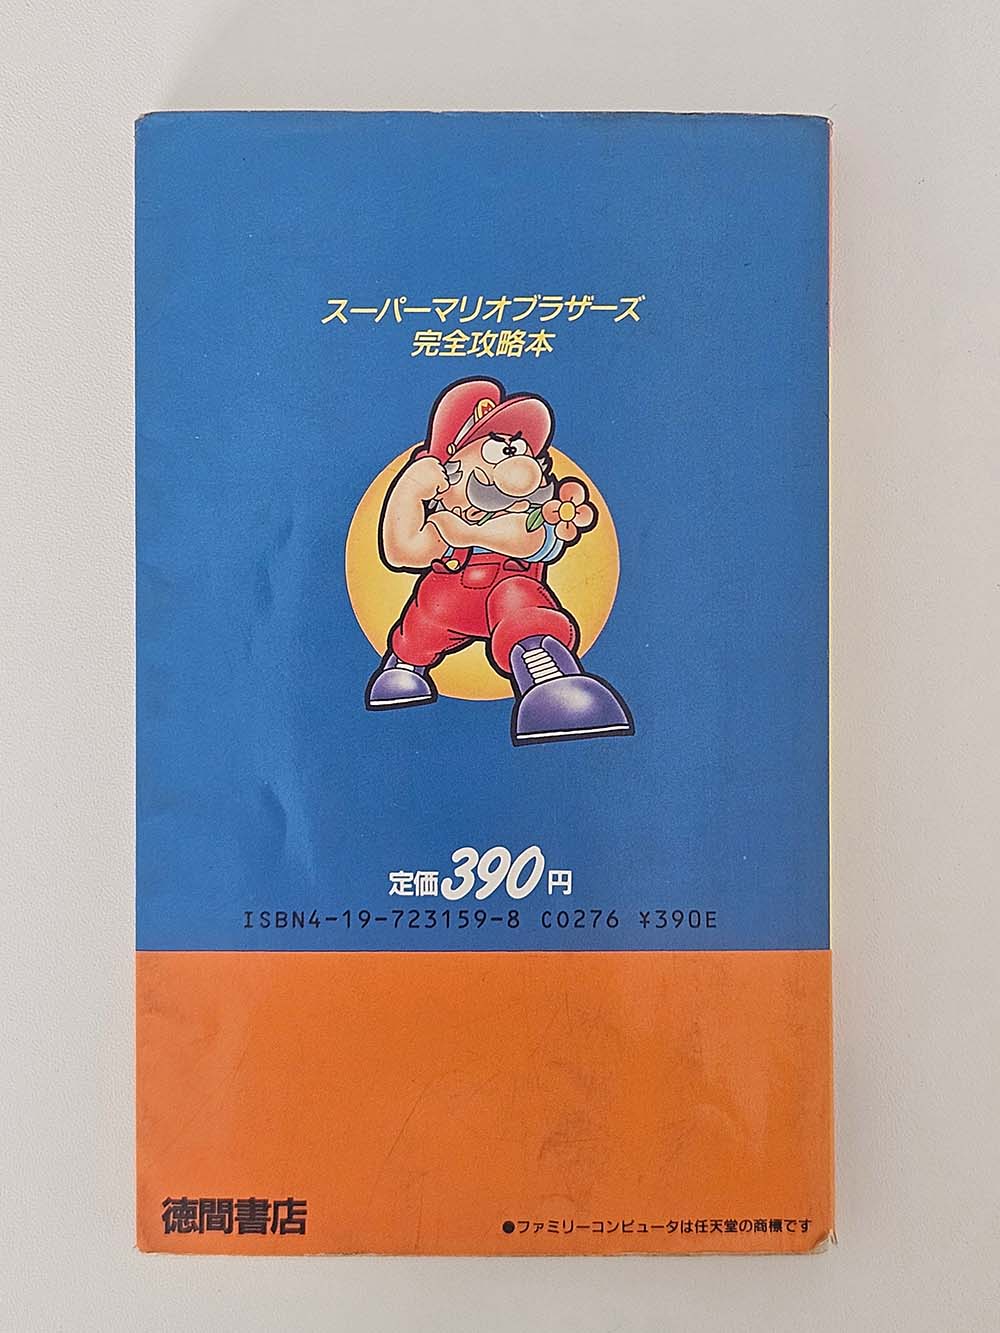 スーパーマリオブラザーズ
完全攻略本
M
定価390円
ISBN4-19-723159-8 C0276 ¥390E
徳間書店
●ファミリーコンピュータは任天堂の商標です